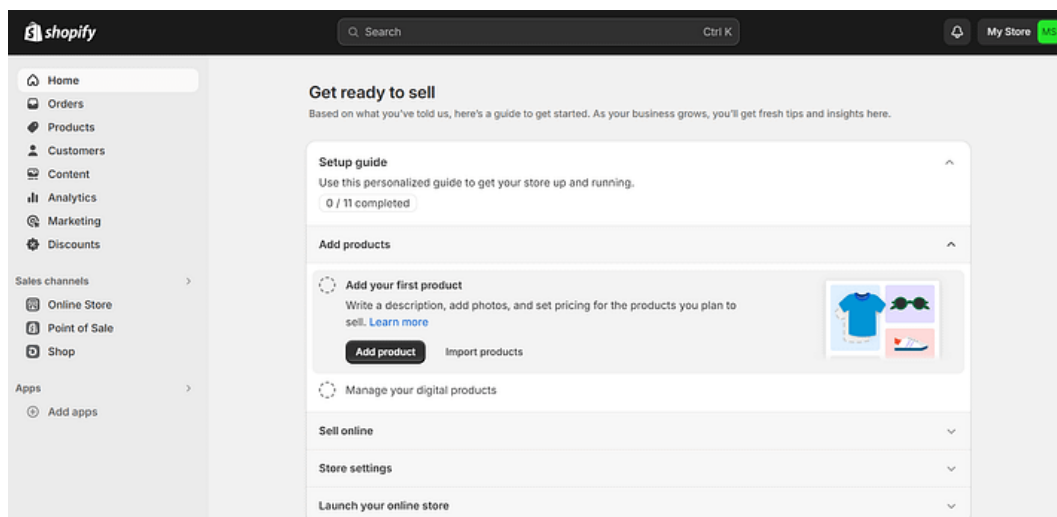 shopify
Search
Ctrl K
My Store
MS
Home
Orders
Products
Customers
Content
Analytics
Marketing
Discounts
Sales channels
Online Store
Point of Sale
Shop
Apps
Add apps
Get ready to sell
Based on what you've told us, here's a guide to get started. As your business grows, you'll get fresh tips and insights here.
Setup guide
Use this personalized guide to get your store up and running.
0 / 11 completed
Add products
Add your first product
Write a description, add photos, and set pricing for the products you plan to
sell. Learn more
Add product Import products
Manage your digital products
Sell online
Store settings
Launch your online store